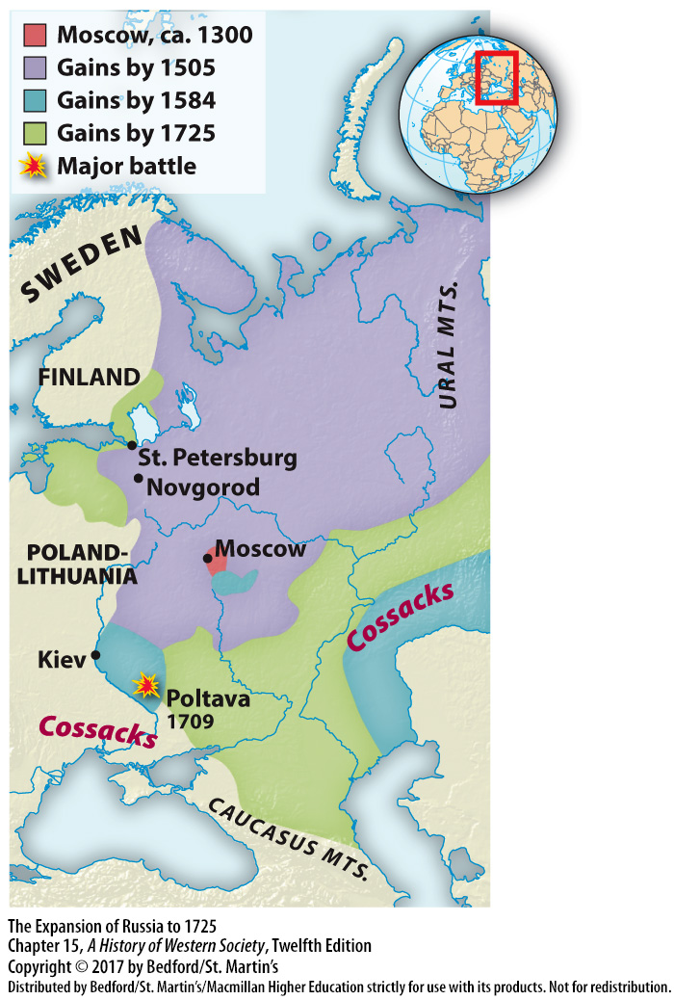 Moscow, ca. 1300
Gains by 1505
Gains by 1584
Gains by 1725
Major battle
SWEDEN
URAL MTS.
FINLAND
St. Petersburg
Novgorod
POLAND-
LITHUANIA
Moscow
Cossacks
Kiev
Poltava
1709
Cossacks
CAUCASUS MTS.
The Expansion of Russia to 1725
Chapter 15, A History of Western Society, Twelfth Edition
Copyright © 2017 by Bedford/St. Martin's
Distributed by Bedford/St. Martin's/Macmillan Higher Education strictly for use with its products. Not for redistribution.